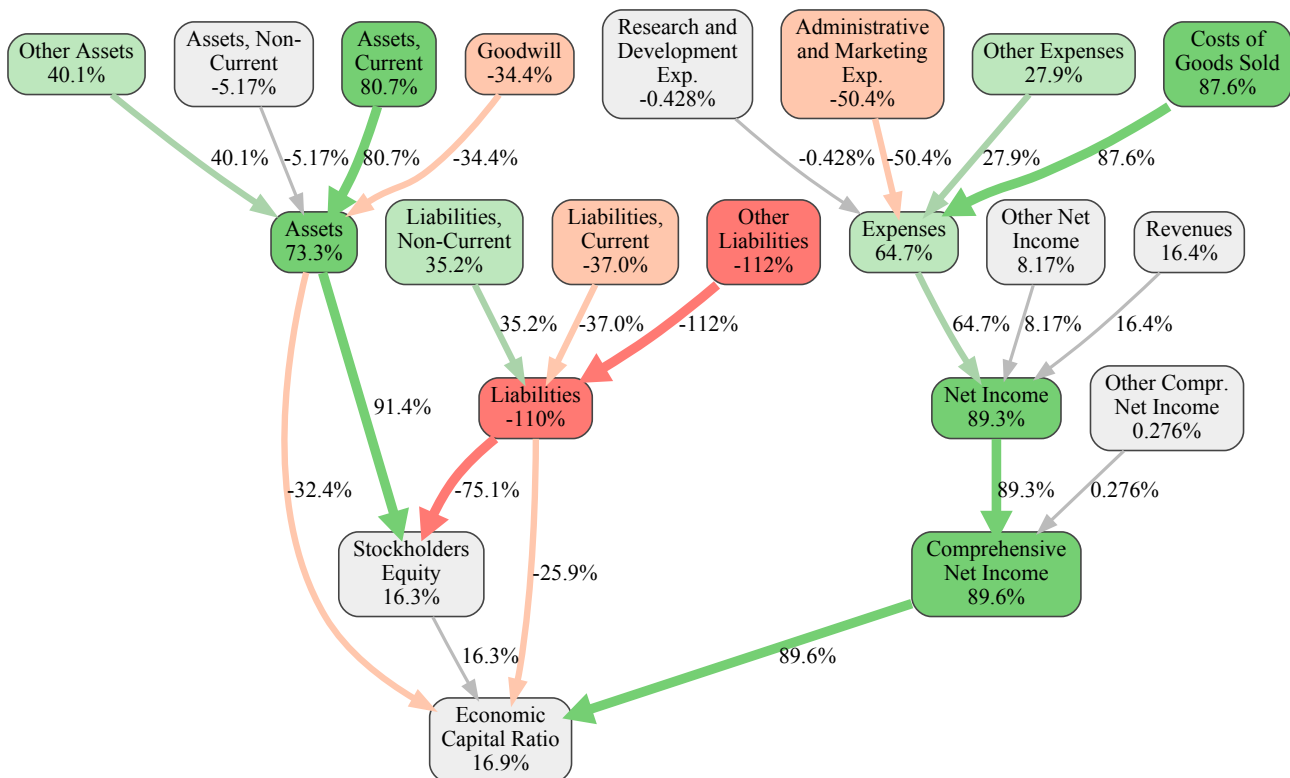 Other Assets
40.1%
Assets, Non-
Current
-5.17%
Assets,
Current
80.7%
Goodwill
-34.4%
Research and
Development
Exp.
-0.428%
Administrative
and Marketing
Exp.
-50.4%
Other Expenses
27.9%
Costs of
Goods Sold
87.6%
40.1%
-5.17%
80.7%
-34.4%
-0.428%
-50.4%
27.9%
87.6%
Assets
73.3%
Liabilities,
Non-Current
35.2%
Liabilities,
Current
-37.0%
Other
Liabilities
-112%
Expenses
64.7%
Other Net
Income
8.17%
Revenues
16.4%
35.2%
-37.0%
-112%
64.7%
8.17%
16.4%
91.4%
Liabilities
-110%
Net Income
89.3%
Other Compr.
Net Income
0.276%
-32.4%
-75.1%
89.3%
0.276%
Stockholders
Equity
16.3%
-25.9%
Comprehensive
Net Income
89.6%
16.3%
89.6%
Economic
Capital Ratio
16.9%